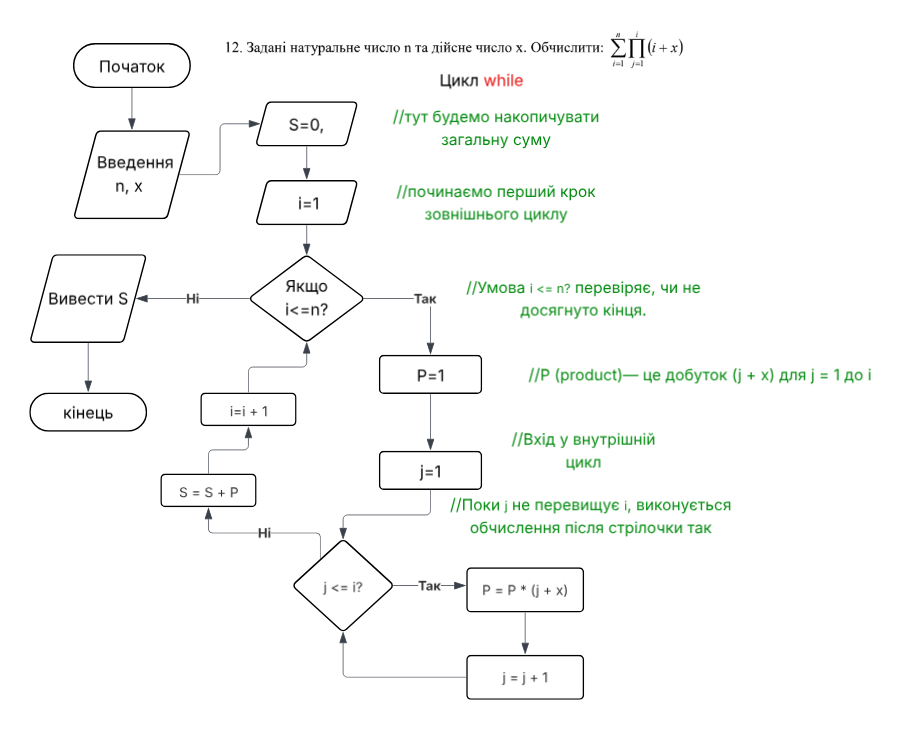 12. Задані натуральне число n та дійсне число x. Обчислити: \sum_{i=1}^{n}\prod_{j=1}^{i}(i+x)
Цикл while
Початок
Введення
n, x
S=0,
//тут будемо накопичувати
загальну суму
i=1
//починаємо перший крок
зовнішнього циклу
Якщо
i<=n?
Ні
Вивести S
кінець
Так
//Умова i <= n? перевіряє, чи не
досягнуто кінця.
P=1
//P (product)— це добуток (j + x) для j = 1 до i
i=i + 1
j=1
//Вхід у внутрішній
цикл
S = S + P
//Поки j не перевищує i, виконується
обчислення після стрілочки так
Ні
j <= i?
Так
P = P * (j + x)
j = j + 1